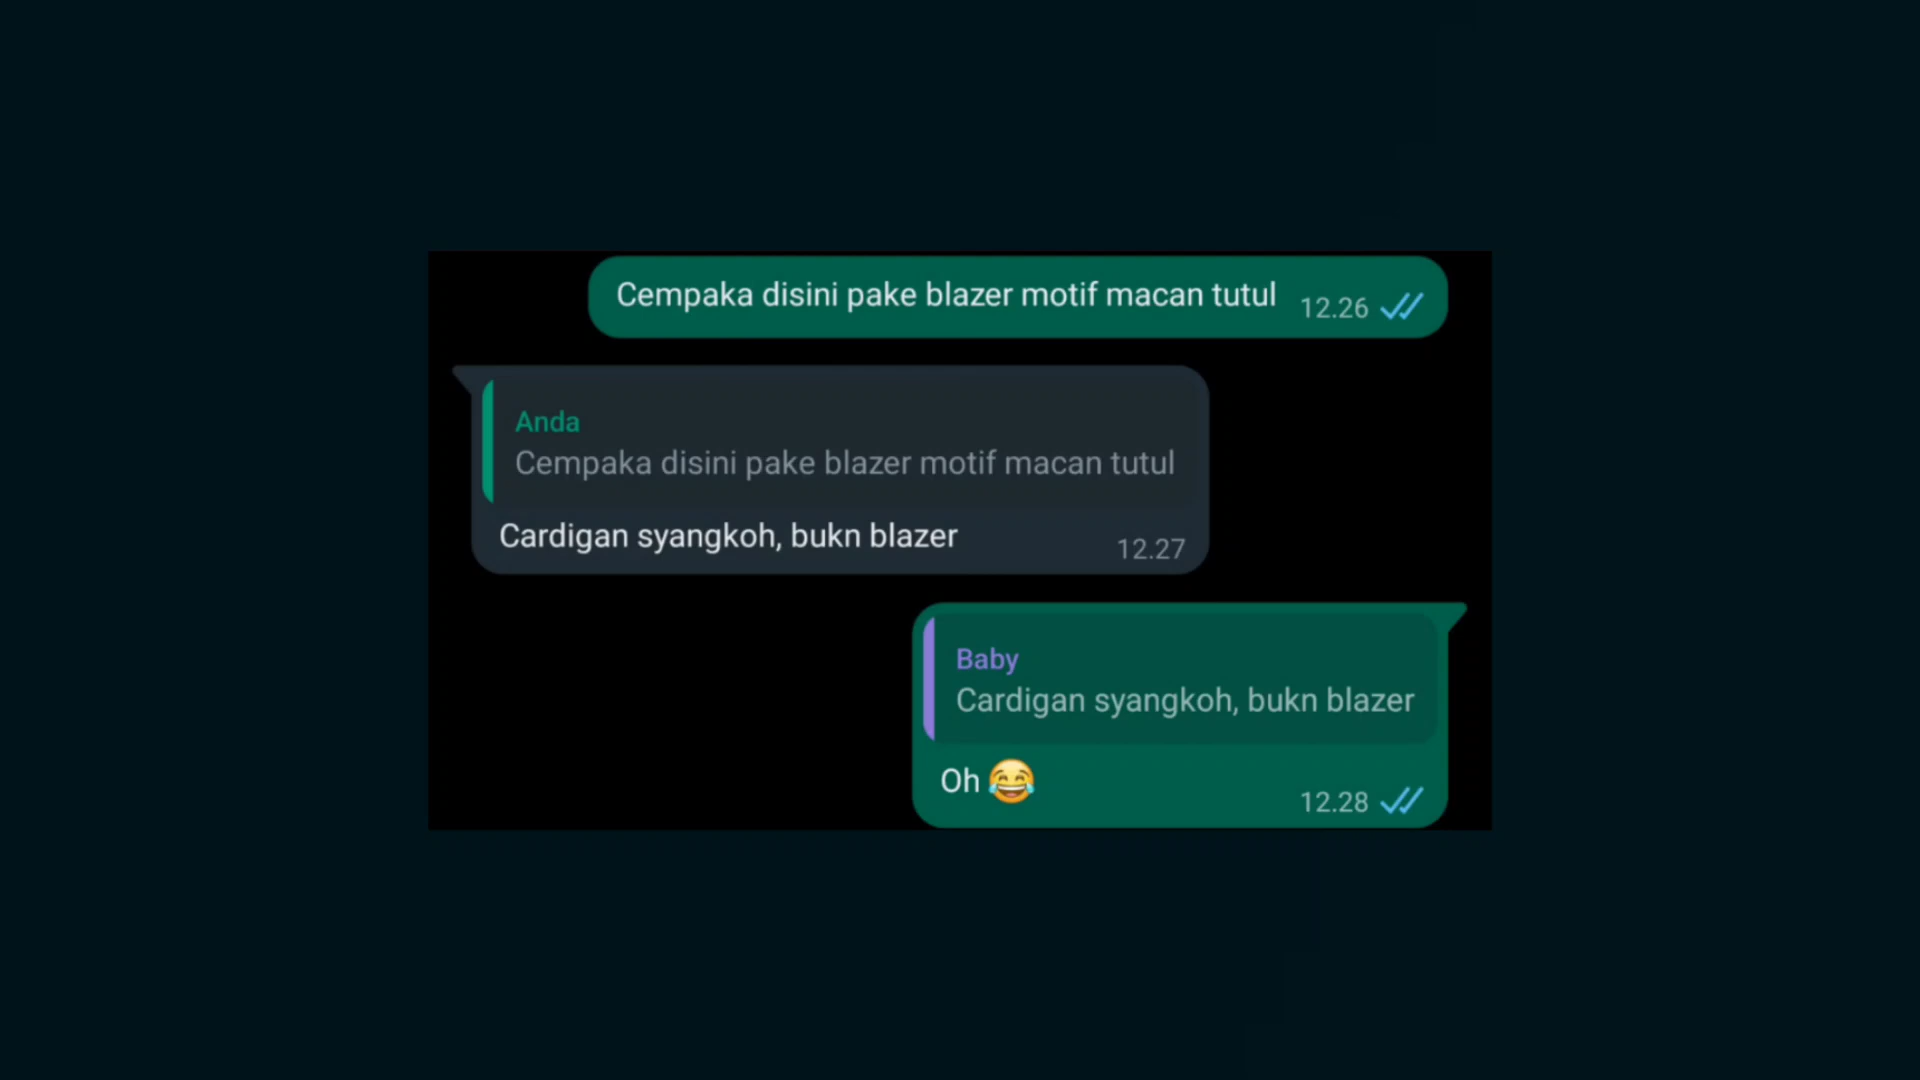 Cempaka disini pake blazer motif macan tutul
12.26
Anda
Cempaka disini pake blazer motif macan tutul
Cardigan syangkoh, bukn blazer
12.27
Baby
Cardigan syangkoh, bukn blazer
Oh 😂
12.28